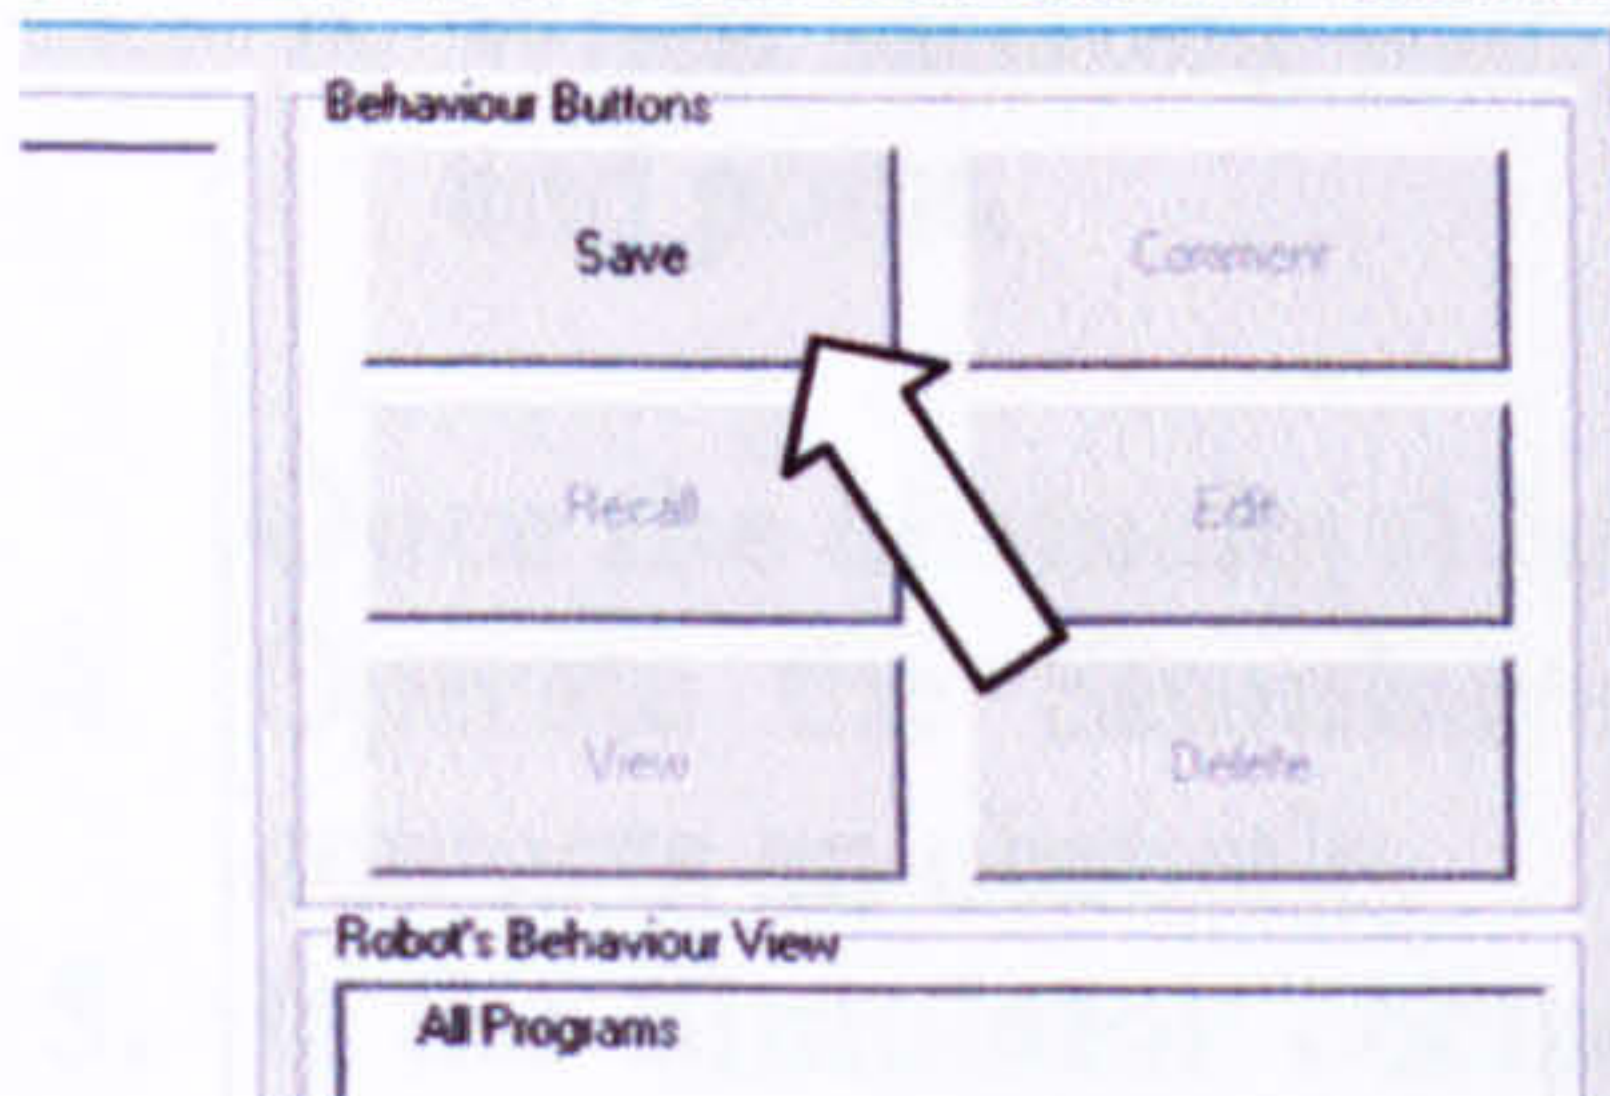 Behaviour Buttons
Save Comment
Recall Edit
View Delete
Robot's Behaviour View
All Programs